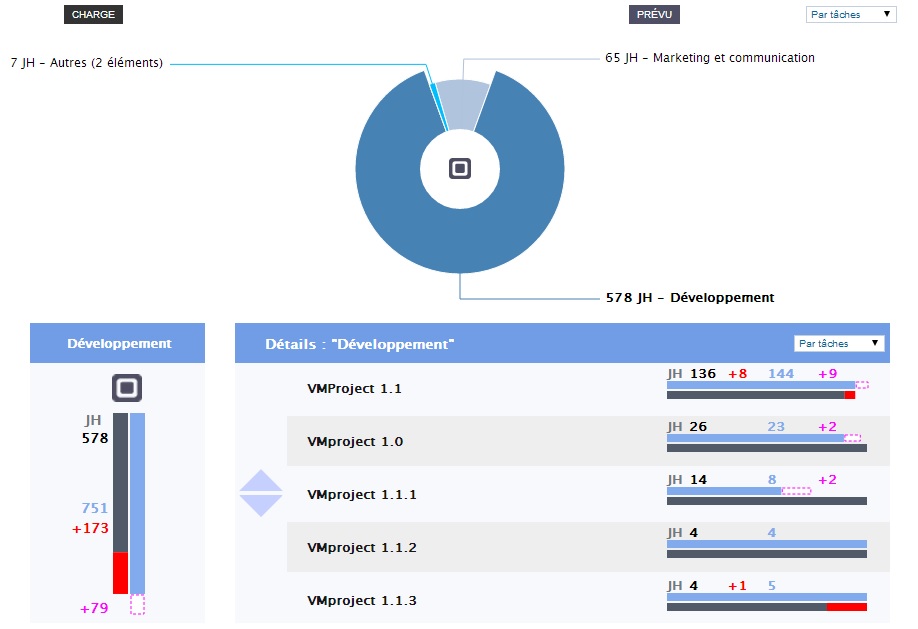 CHARGE
PRÉVU
Par tâches
7 JH - Autres (2 éléments)
65 JH - Marketing et communication
578 JH - Développement
Développement
JH
578
751
+173
+79
Détails : "Développement"
Par tâches
VMProject 1.1
JH 136 +8 144 +9
VMproject 1.0
JH 26 23 +2
VMproject 1.1.1
JH 14 8 +2
VMproject 1.1.2
JH 4 4
VMproject 1.1.3
JH 4 +1 5